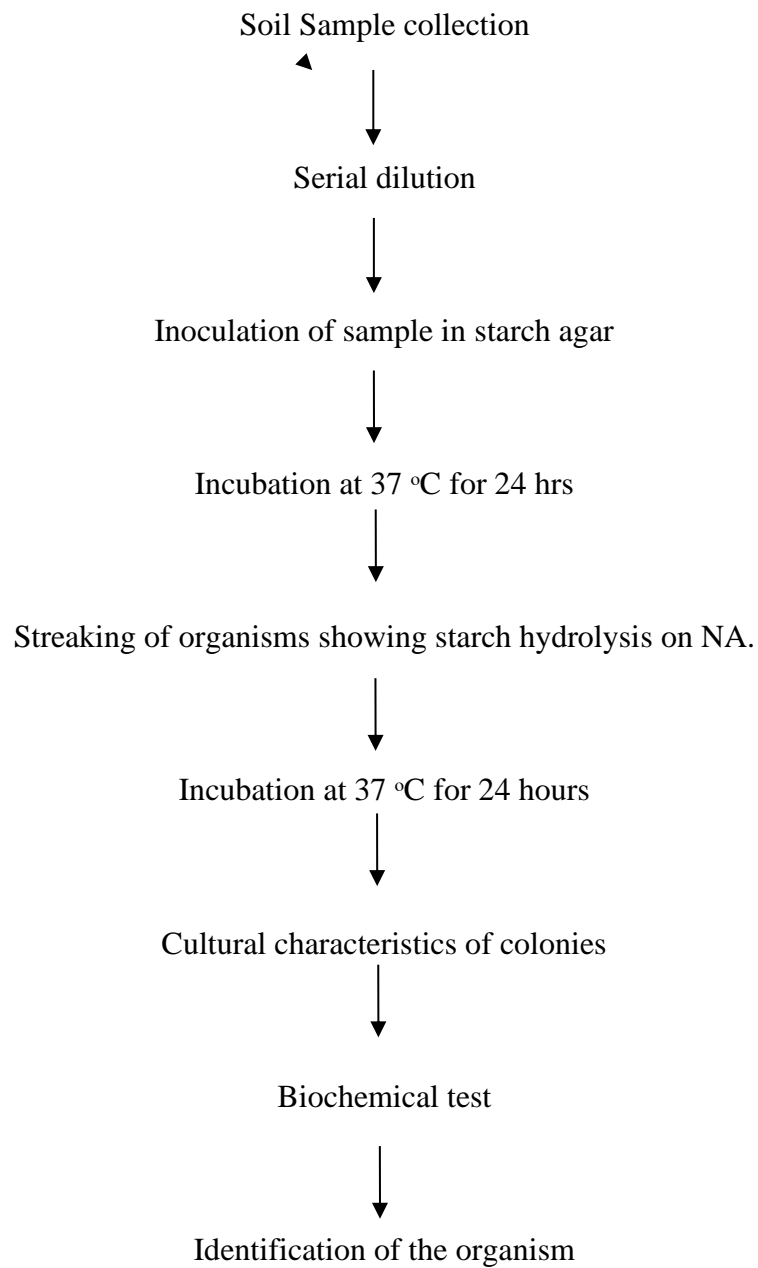 Soil Sample collection
Serial dilution
Inoculation of sample in starch agar
Incubation at 37 ᵒC for 24 hrs
Streaking of organisms showing starch hydrolysis on NA.
Incubation at 37 ᵒC for 24 hours
Cultural characteristics of colonies
Biochemical test
Identification of the organism